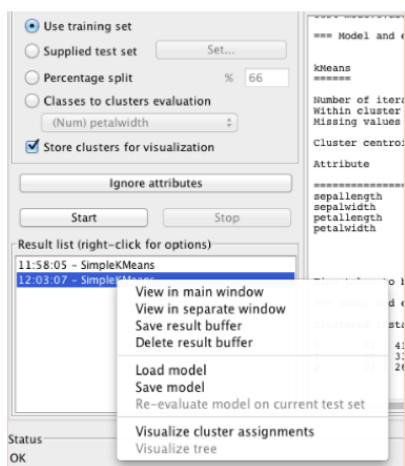 Use training set
Supplied test set
Set...
Percentage split
%
66
Classes to clusters evaluation
(Num) petalwidth
Store clusters for visualization
Ignore attributes
Start
Stop
Result list (right-click for options)
11:58:05 - SimpleKMeans
12:03:07 - SimpleKMeans
View in main window
View in separate window
Save result buffer
Delete result buffer
Load model
Save model
Re-evaluate model on current test set
Visualize cluster assignments
Visualize tree
Status
OK
=== Model and e
kMeans
======
Number of itera
Within cluster
Missing values
Cluster centroi
Attribute
===============
sepallength
sepalwidth
petallength
petalwidth